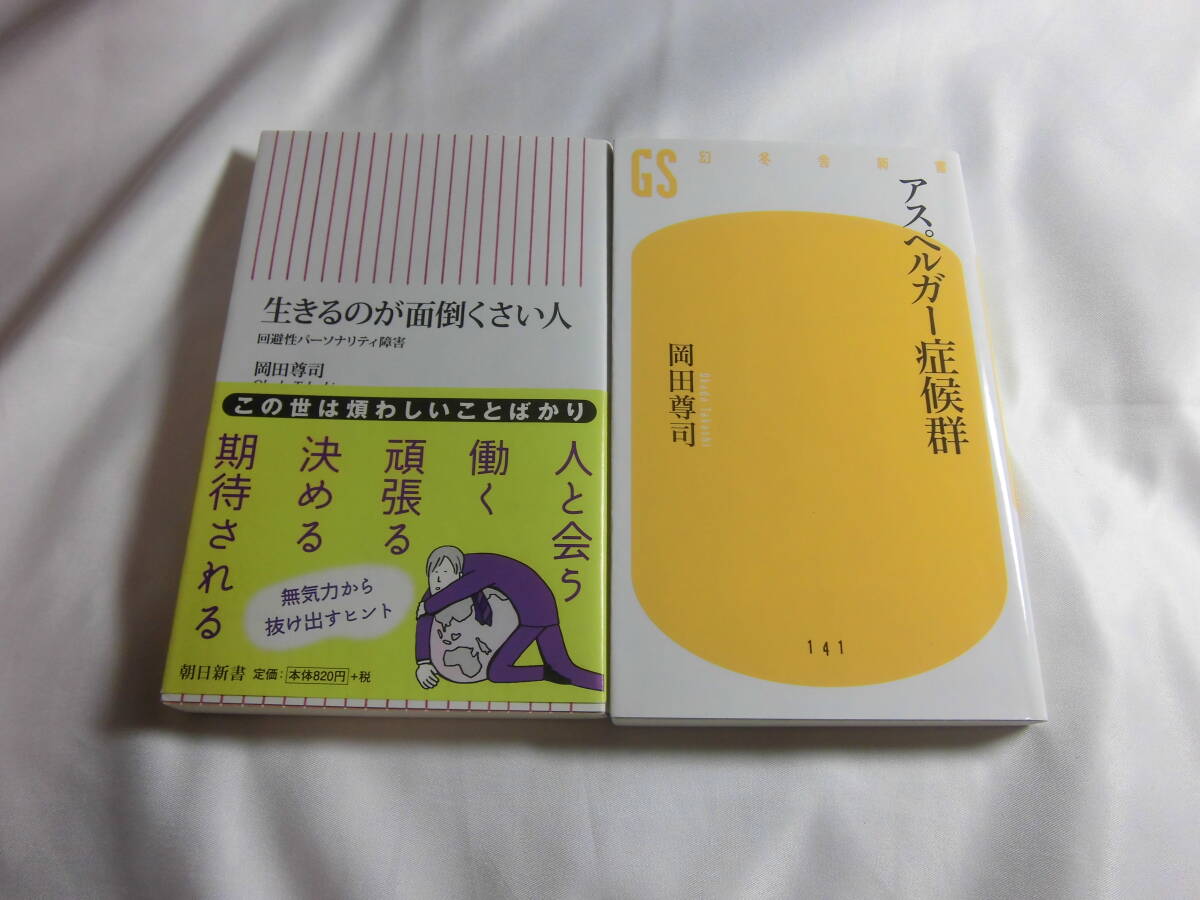 生きるのが面倒くさい人
回避性パーソナリティ障害
岡田尊司
この世は煩わしいことばかり
人と会う
働く
頑張る
決める
期待される
無気力から
抜け出すヒント
朝日新書 定価：本体820円+税
GS 幻冬舎新書
アスペルガー症候群
岡田尊司
Okada Takashi
141